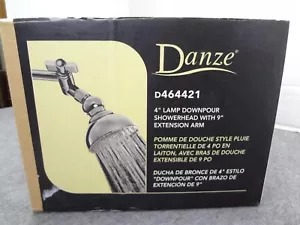 Danze®
D464421
4" LAMP DOWNPOUR
SHOWERHEAD WITH 9"
EXTENSION ARM
POMME DE DOUCHE STYLE PLUIE
TORRENTIELLE DE 4 PO EN
LAITON, AVEC BRAS DE DOUCHE
EXTENSIBLE DE 9 PO
DUCHA DE BRONCE DE 4" ESTILO
"DOWNPOUR" CON BRAZO DE
EXTENCIÓN DE 9"